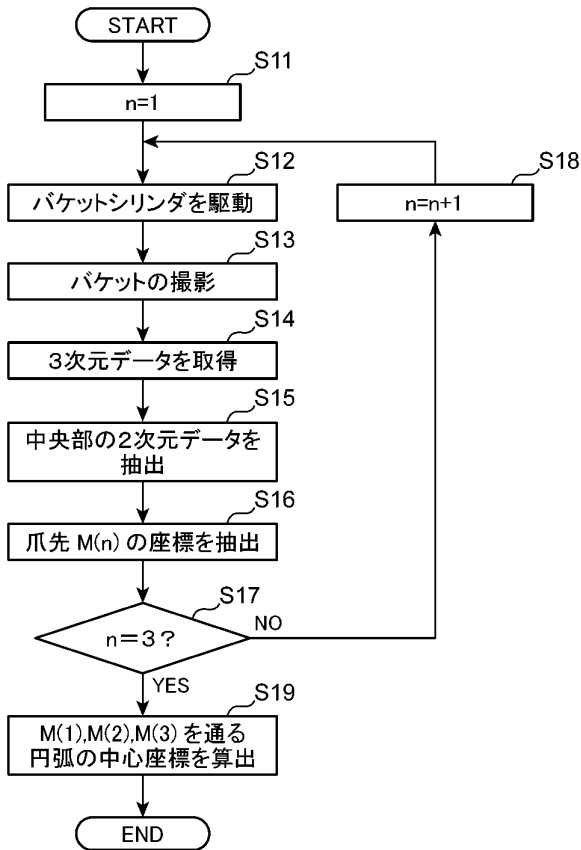 START
S11
n=1
S12
バケットシリンダを駆動
S18
n=n+1
S13
バケットの撮影
S14
３次元データを取得
S15
中央部の２次元データを
抽出
S16
爪先 M(n) の座標を抽出
S17
n＝３？
NO
YES
S19
M(1),M(2),M(3) を通る
円弧の中心座標を算出
END